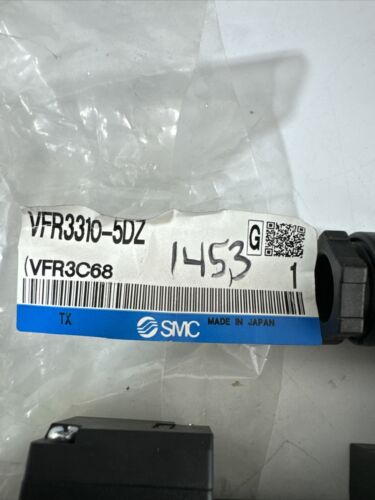 VFR3310-5DZ
G
(VFR3C68
1453
1
TX
SMC
MADE IN JAPAN